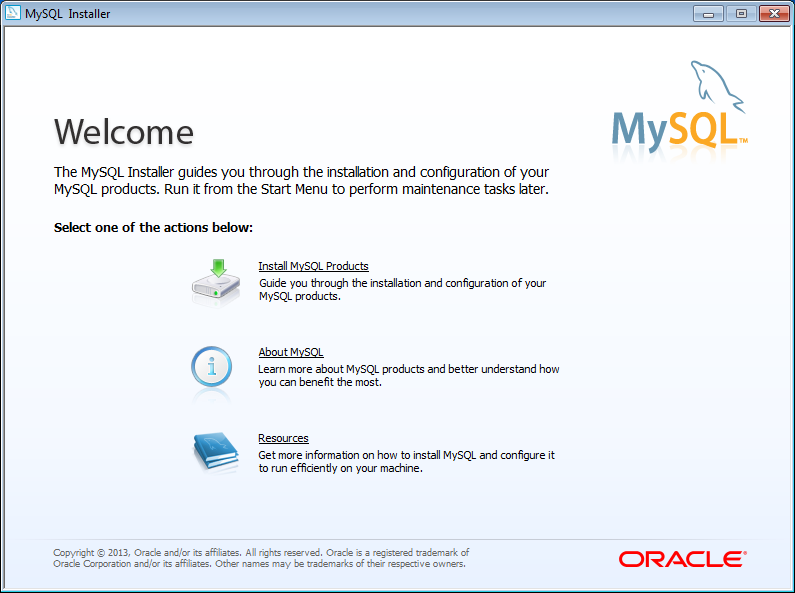 MySQL Installer
MySQL™
Welcome
The MySQL Installer guides you through the installation and configuration of your
MySQL products. Run it from the Start Menu to perform maintenance tasks later.
Select one of the actions below:
Install MySQL Products
Guide you through the installation and configuration of your
MySQL products.
About MySQL
Learn more about MySQL products and better understand how
you can benefit the most.
Resources
Get more information on how to install MySQL and configure it
to run efficiently on your machine.
Copyright © 2013, Oracle and/or its affiliates. All rights reserved. Oracle is a registered trademark of
Oracle Corporation and/or its affiliates. Other names may be trademarks of their respective owners.
ORACLE®